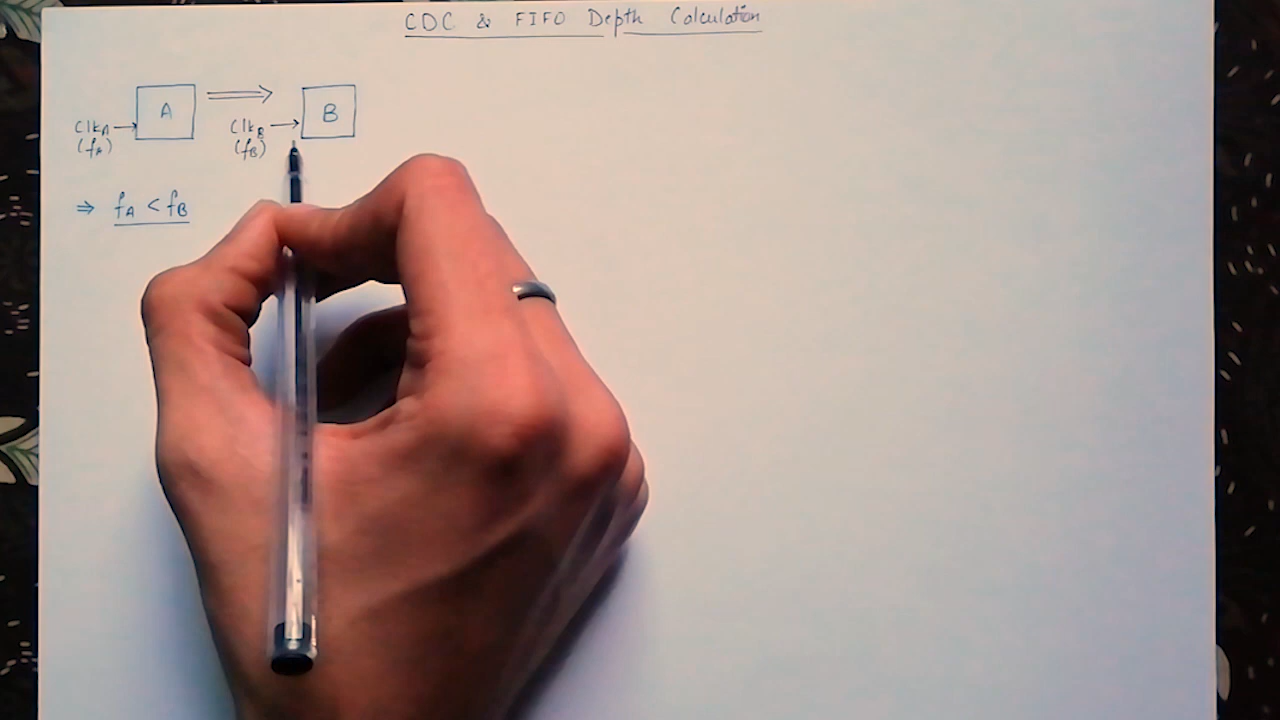 CDC & FIFO Depth Calculation
A
B
ClkA
(fA)
ClkB
(fB)
⇒ fA < fB